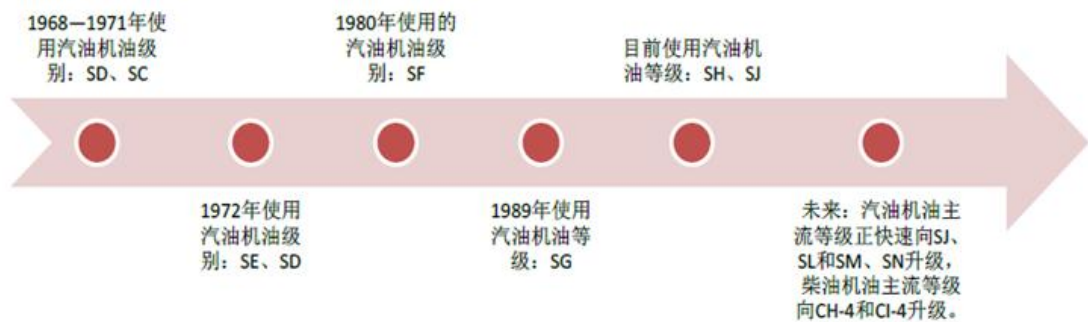 1968—1971年使
用汽油机油级
别：SD、SC
1972年使用
汽油机油级
别：SE、SD
1980年使用的
汽油机油级
别：SF
1989年使用
汽油机油等
级：SG
目前使用汽油机
油等级：SH、SJ
未来：汽油机油主
流等级正快速向SJ、
SL和SM、SN升级，
柴油机油主流等级
向CH-4和CI-4升级。